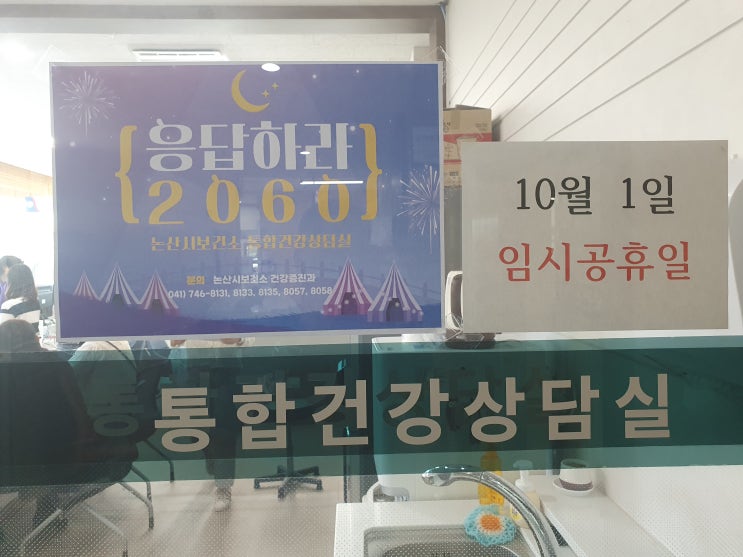 응답하라
2060
논산시보건소 통합건강상담실
문의 논산시보건소 건강증진과
041) 746-8131, 8133, 8135, 8057, 8058
10월 1일
임시공휴일
통합건강상담실